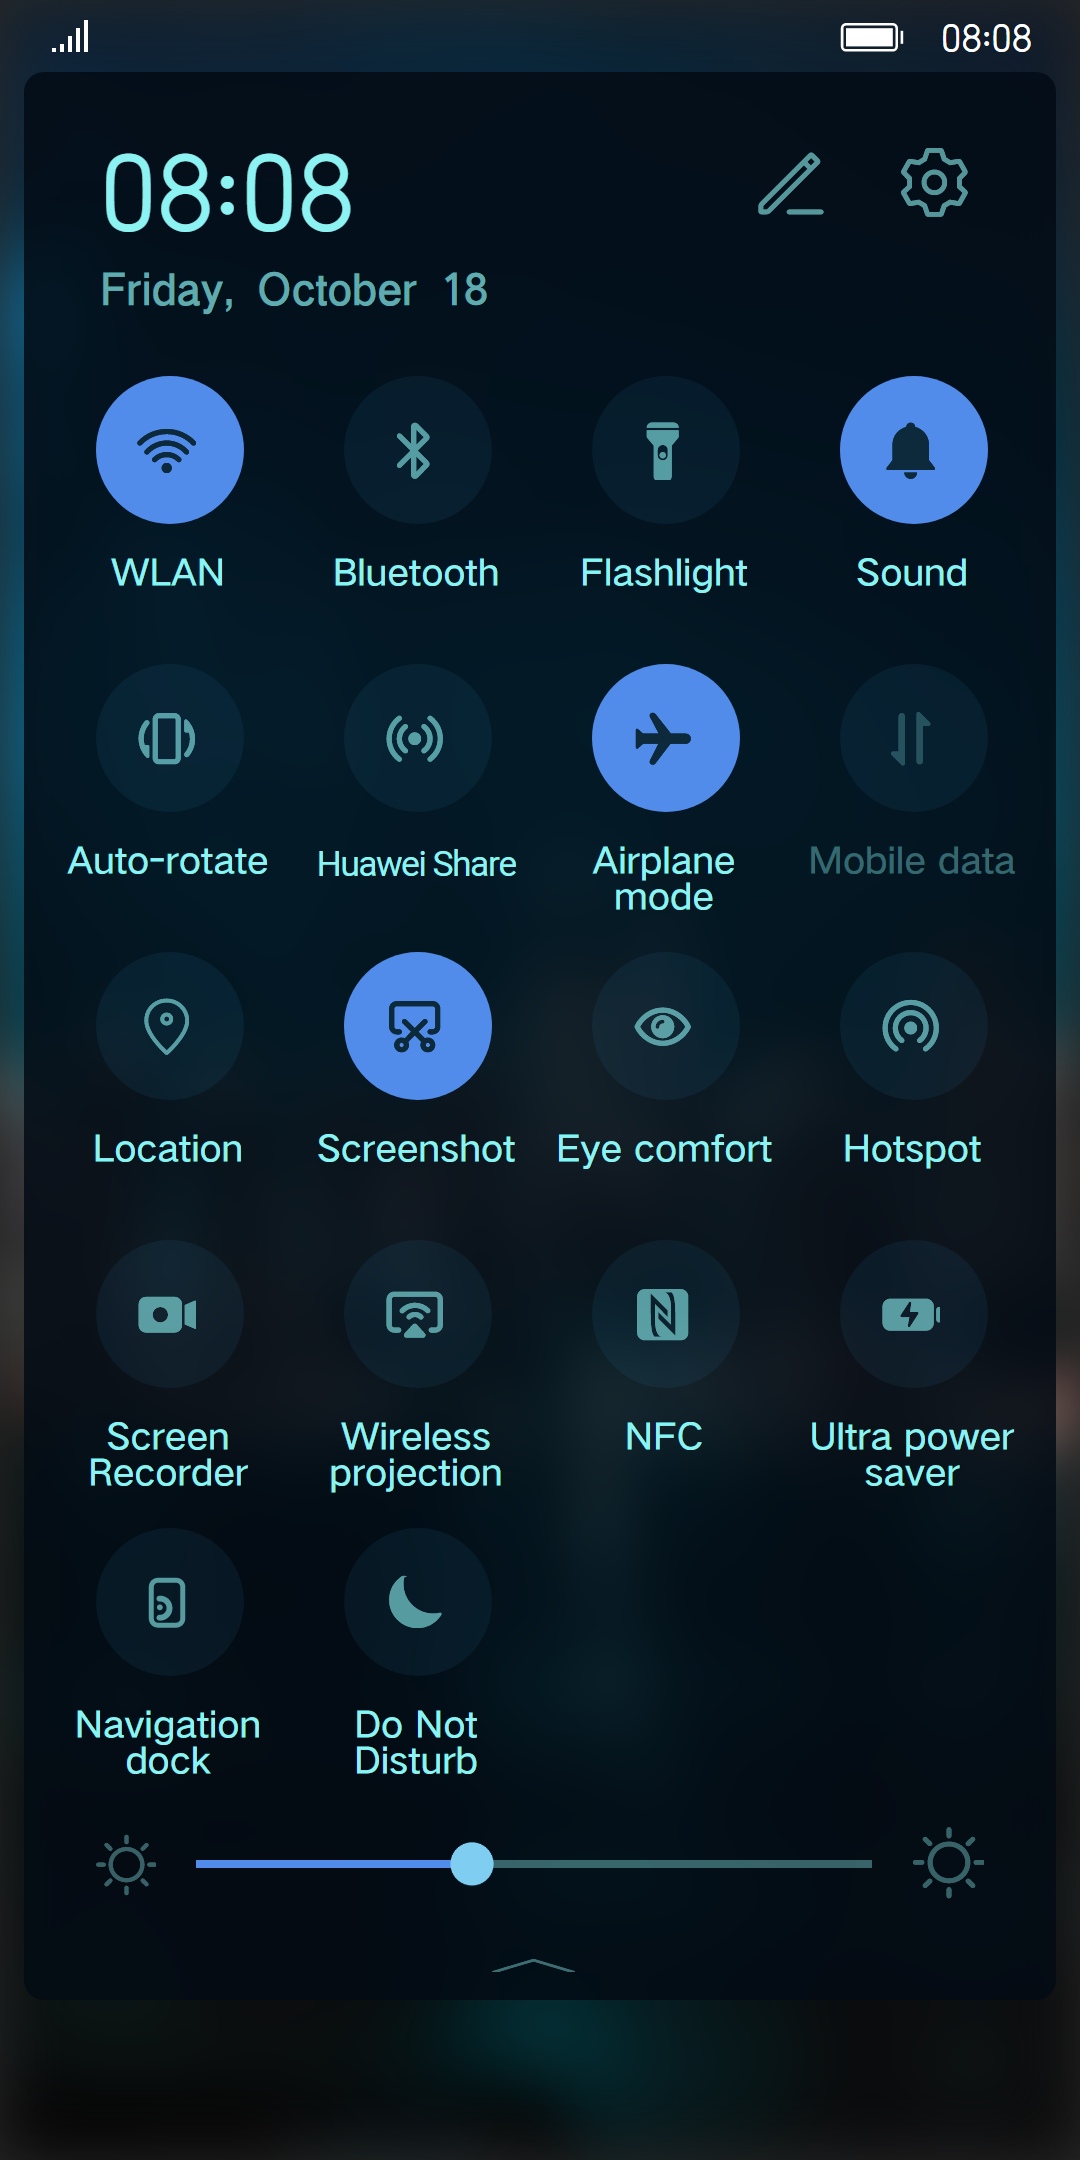 08:08
08:08
Friday, October 18
WLAN
Bluetooth
Flashlight
Sound
Auto-rotate
Huawei Share
Airplane
mode
Mobile data
Location
Screenshot
Eye comfort
Hotspot
Screen
Recorder
Wireless
projection
NFC
Ultra power
saver
Navigation
dock
Do Not
Disturb